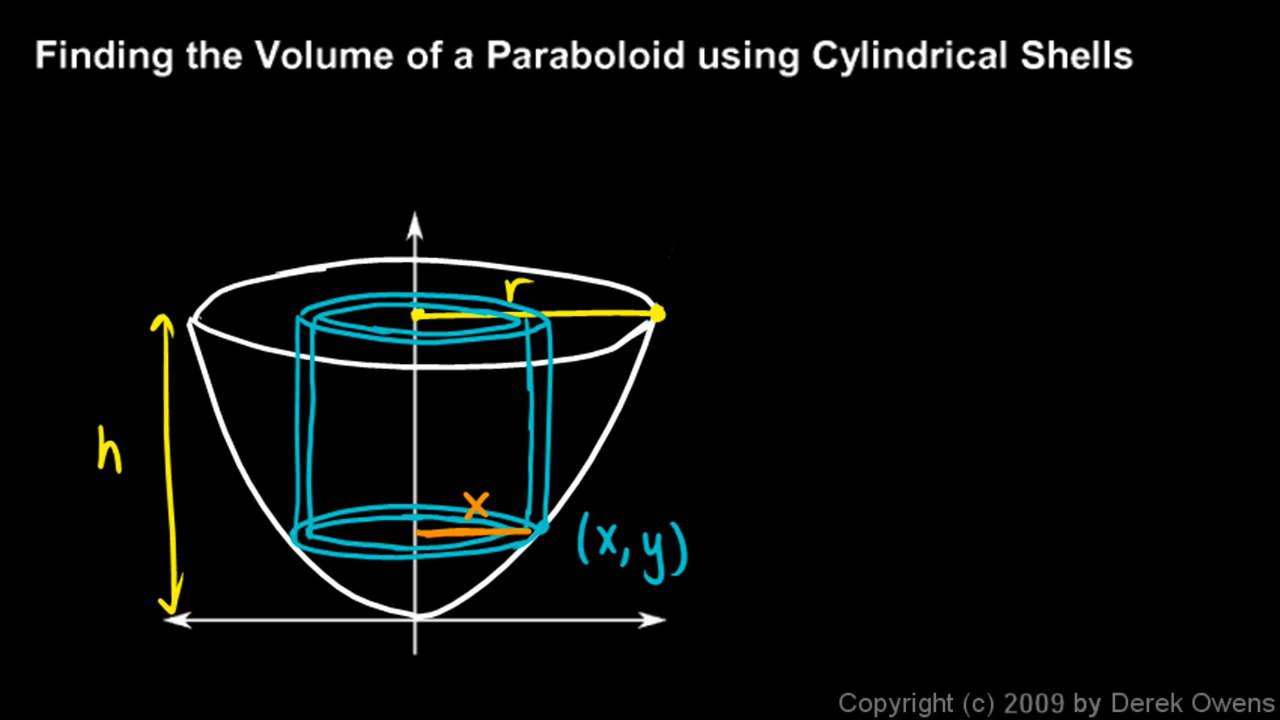 Finding the Volume of a Paraboloid using Cylindrical Shells
r
h
x
(x, y)
Copyright (c) 2009 by Derek Owens